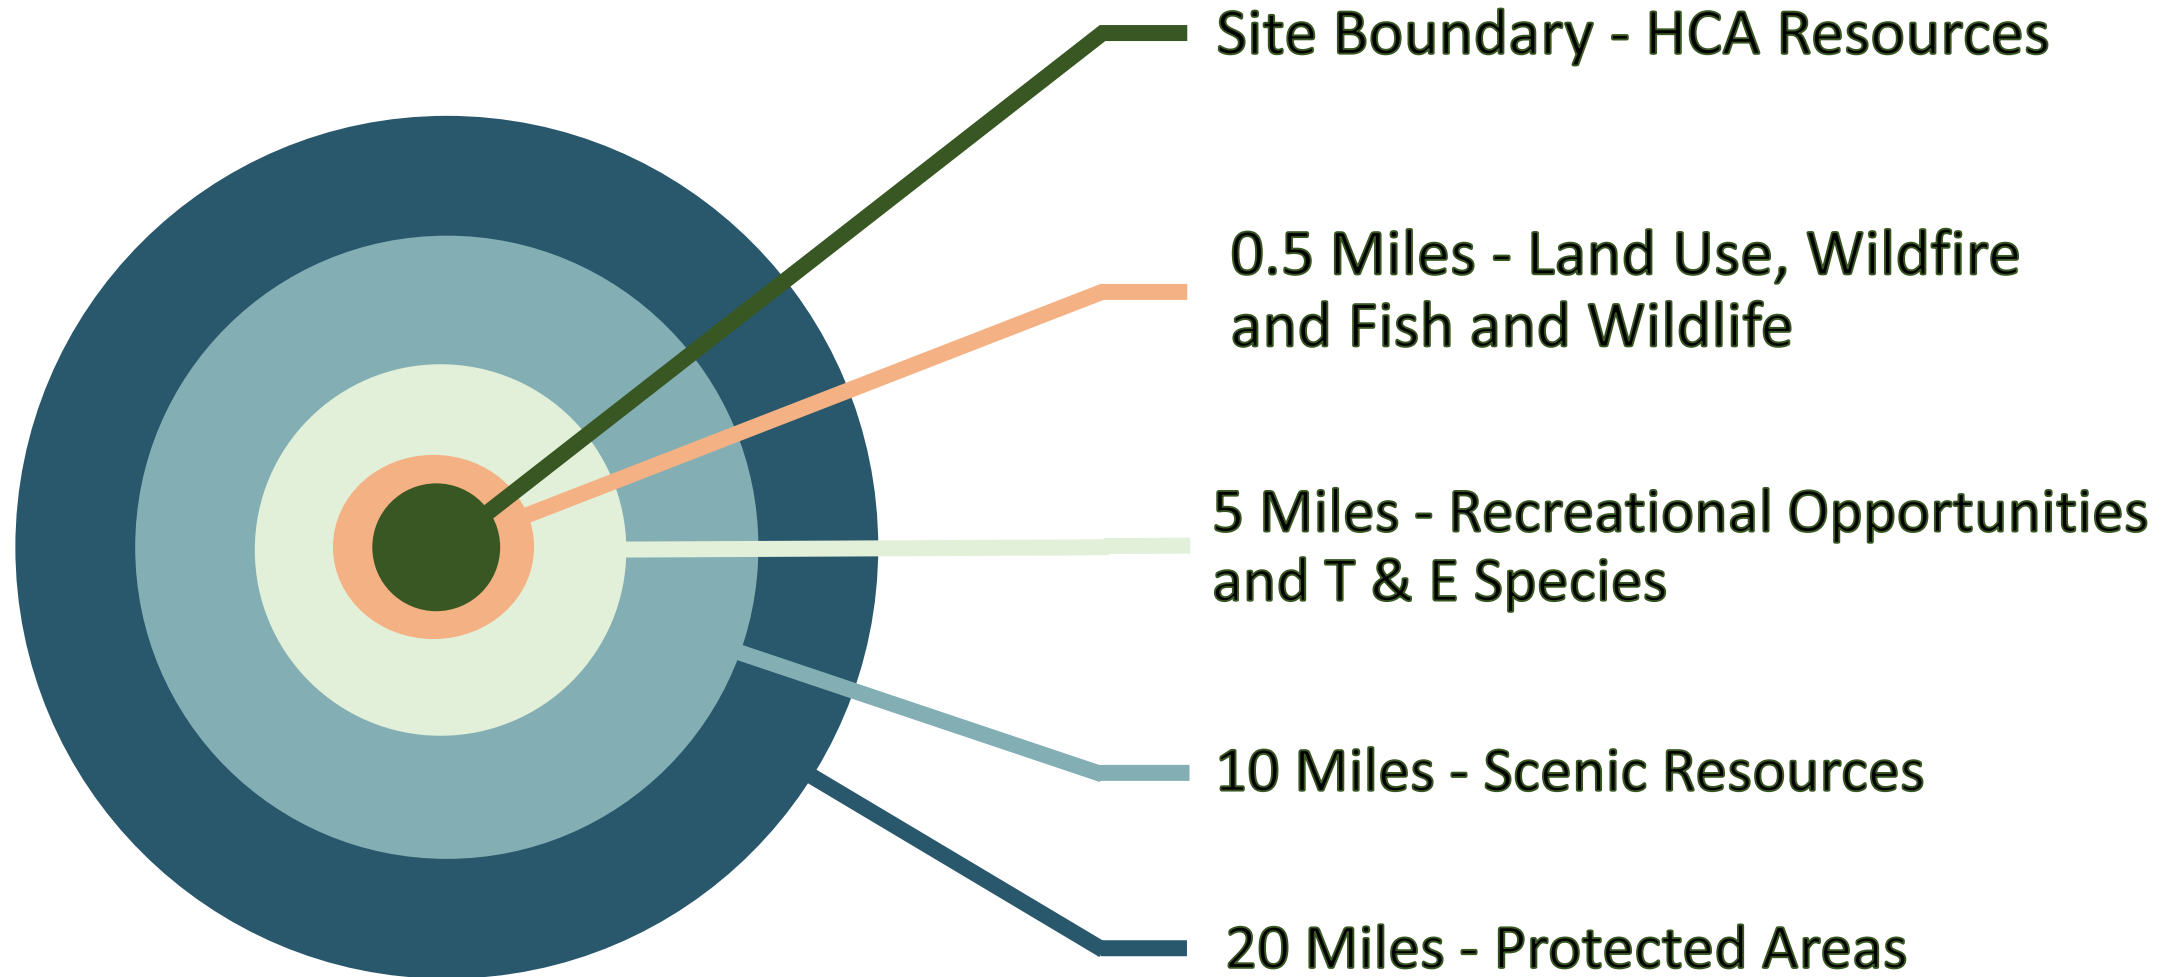 Site Boundary - HCA Resources
0.5 Miles - Land Use, Wildfire
and Fish and Wildlife
5 Miles - Recreational Opportunities
and T & E Species
10 Miles - Scenic Resources
20 Miles - Protected Areas